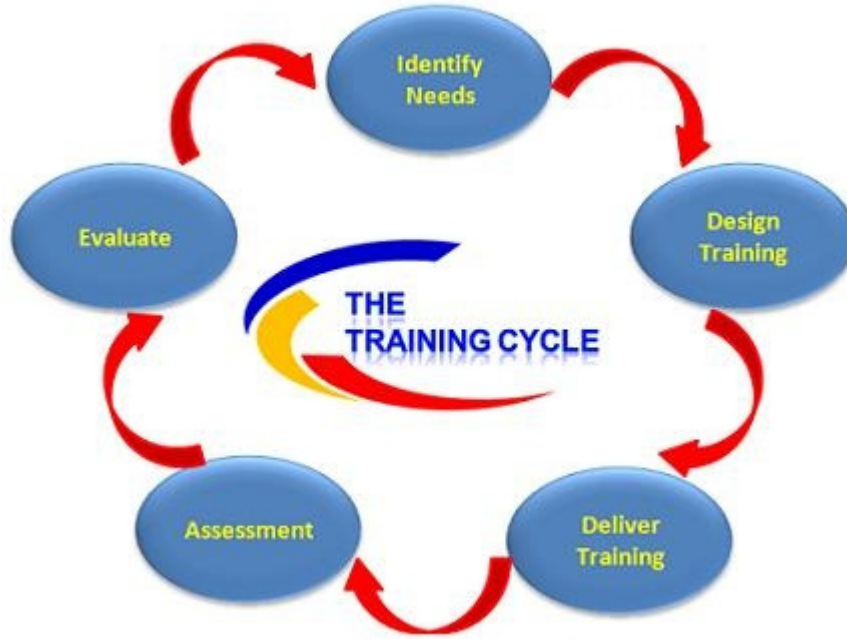 Identify
Needs
Design
Training
Deliver
Training
Assessment
Evaluate
THE
TRAINING CYCLE